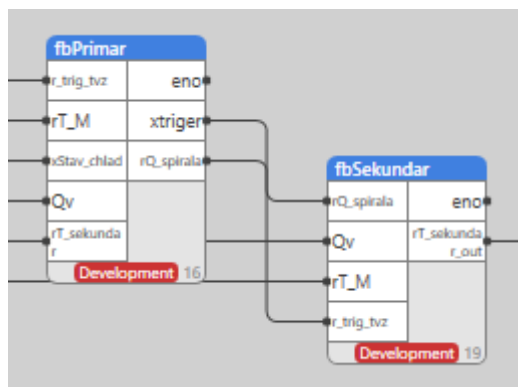 fbPrimar
r_trig_tvz
eno
rT_M
xtriger
xStav_chlad
rQ_spirala
Qv
rT_sekunda
r
Development 16
fbSekundar
rQ_spirala
eno
Qv
rT_sekunda
r_out
rT_M
r_trig_tvz
Development 19